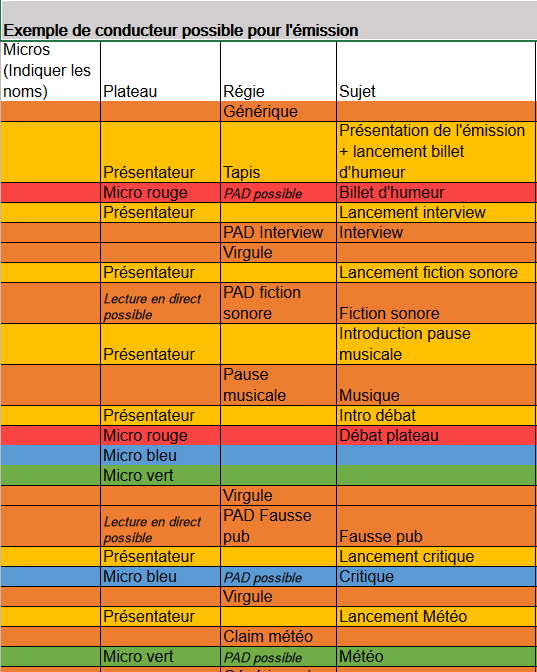 Exemple de conducteur possible pour l'émission
Micros
(Indiquer les
noms) Plateau Régie Sujet
Générique
Présentation de l'émission
+ lancement billet
Présentateur Tapis d'humeur
Micro rouge PAD possible Billet d'humeur
Présentateur Lancement interview
PAD Interview Interview
Virgule
Présentateur Lancement fiction sonore
Lecture en direct PAD fiction
possible sonore Fiction sonore
Introduction pause
Présentateur musicale
Pause
musicale Musique
Présentateur Intro débat
Micro rouge Débat plateau
Micro bleu
Micro vert
Virgule
Lecture en direct PAD Fausse
possible pub Fausse pub
Présentateur Lancement critique
Micro bleu PAD possible Critique
Virgule
Présentateur Lancement Météo
Claim météo
Micro vert PAD possible Météo